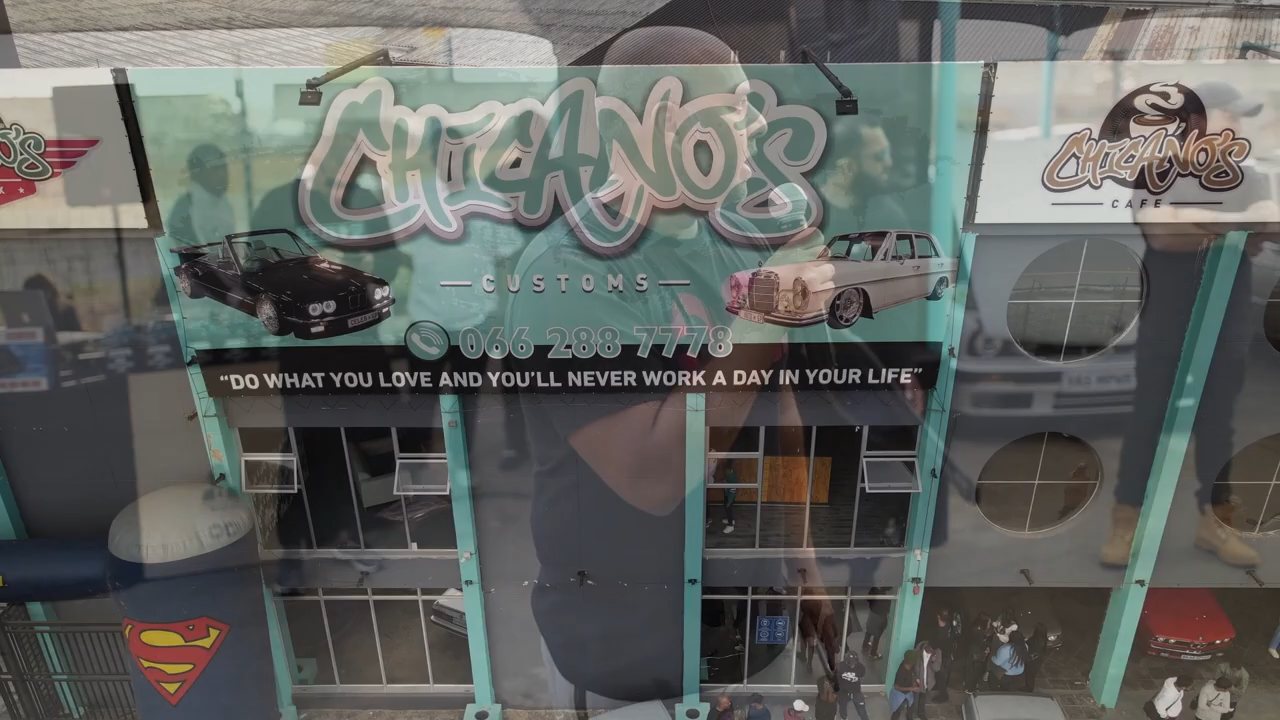 CHICANO'S
CUSTOMS
066 288 7778
"DO WHAT YOU LOVE AND YOU'LL NEVER WORK A DAY IN YOUR LIFE"
CHICANO'S
CAFE